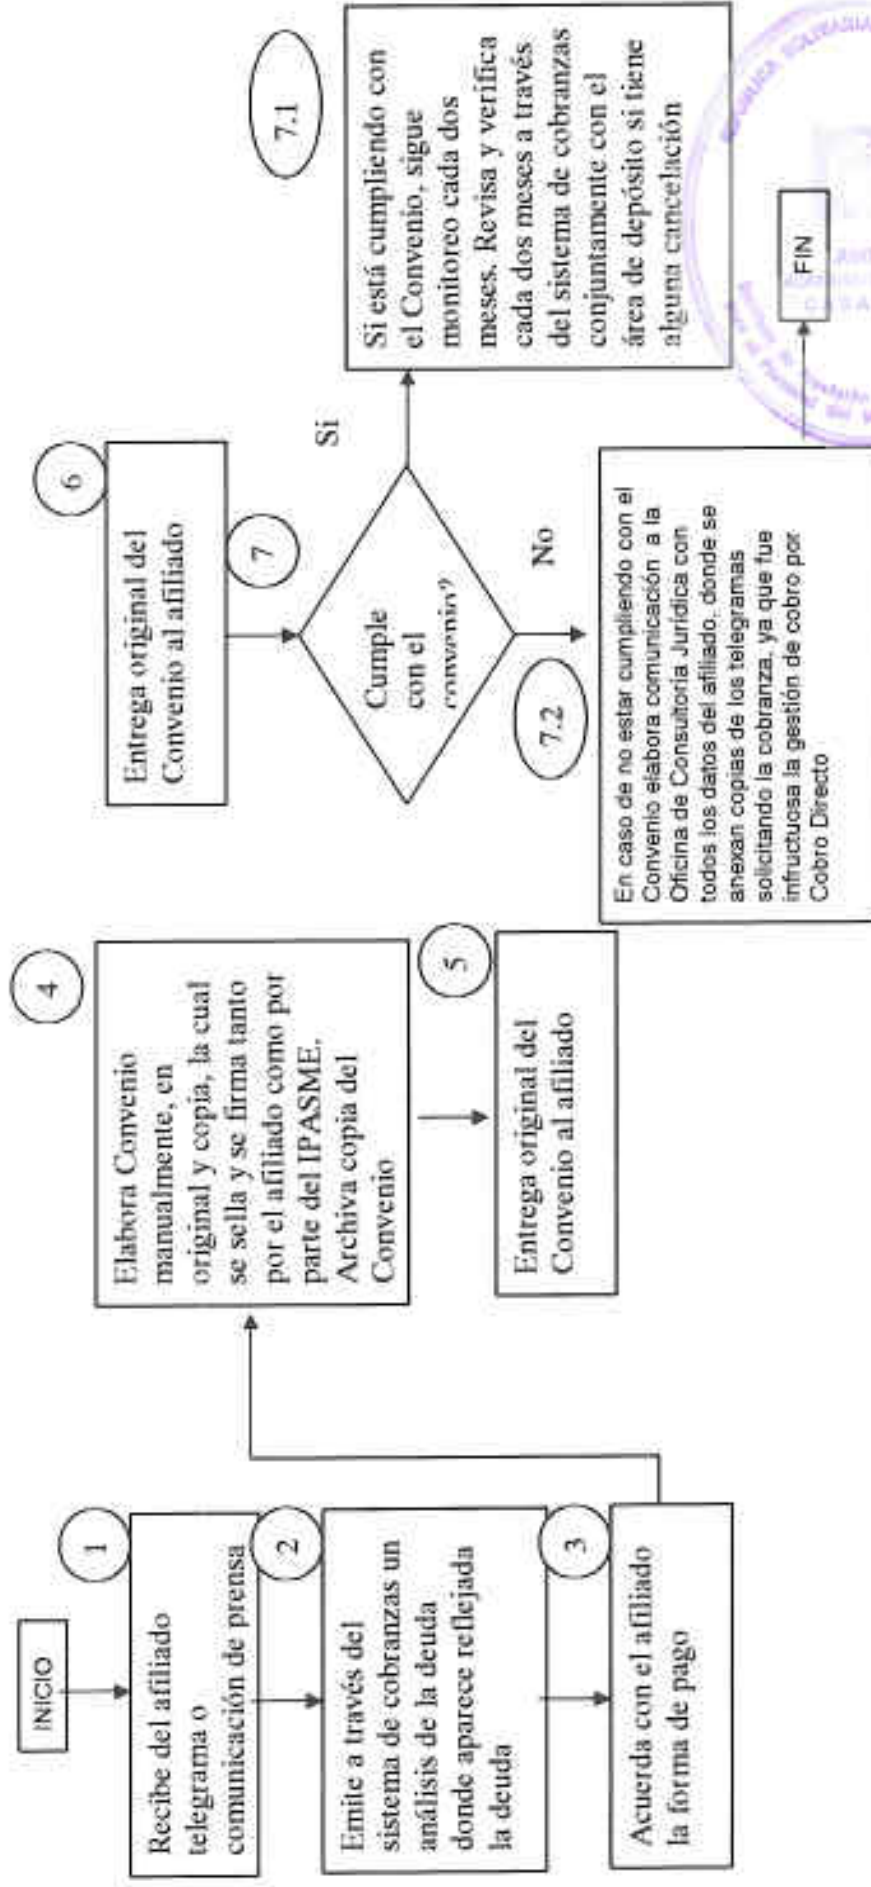 INICIO
1
Recibe del afiliado
telegrama o
comunicación de prensa
2
Emite a través del
sistema de cobranzas un
análisis de la deuda
donde aparece reflejada
la deuda
3
Acuerda con el afiliado
la forma de pago
4
Elabora Convenio
manualmente, en
original y copia, la cual
se sella y se firma tanto
por el afiliado como por
parte del IPASME.
Archiva copia del
Convenio
5
Entrega original del
Convenio al afiliado
6
Entrega original del
Convenio al afiliado
7
Cumple
con el
convenio?
Si
7.1
Si está cumpliendo con
el Convenio, sigue
monitoreo cada dos
meses. Revisa y verifica
cada dos meses a través
del sistema de cobranzas
conjuntamente con el
área de depósito si tiene
alguna cancelación
No
7.2
En caso de no estar cumpliendo con el
Convenio elabora comunicación a la
Oficina de Consultoría Jurídica con
todos los datos del afiliado, donde se
anexan copias de los telegramas
solicitando la cobranza, ya que fue
infructuosa la gestión de cobro por
Cobro Directo
FIN